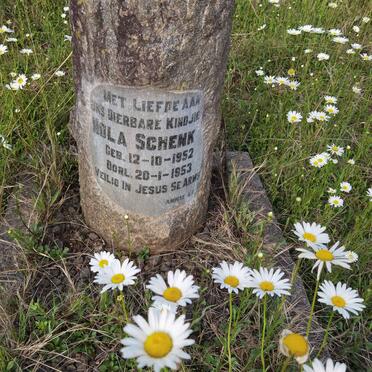 MET LIEFDE AAN
ONS DIERBARE KINDJIE
NOLA SCHENK
GEB. 12-10-1952
OORL. 20-1-1953
VEILIG IN JESUS SE ARMS